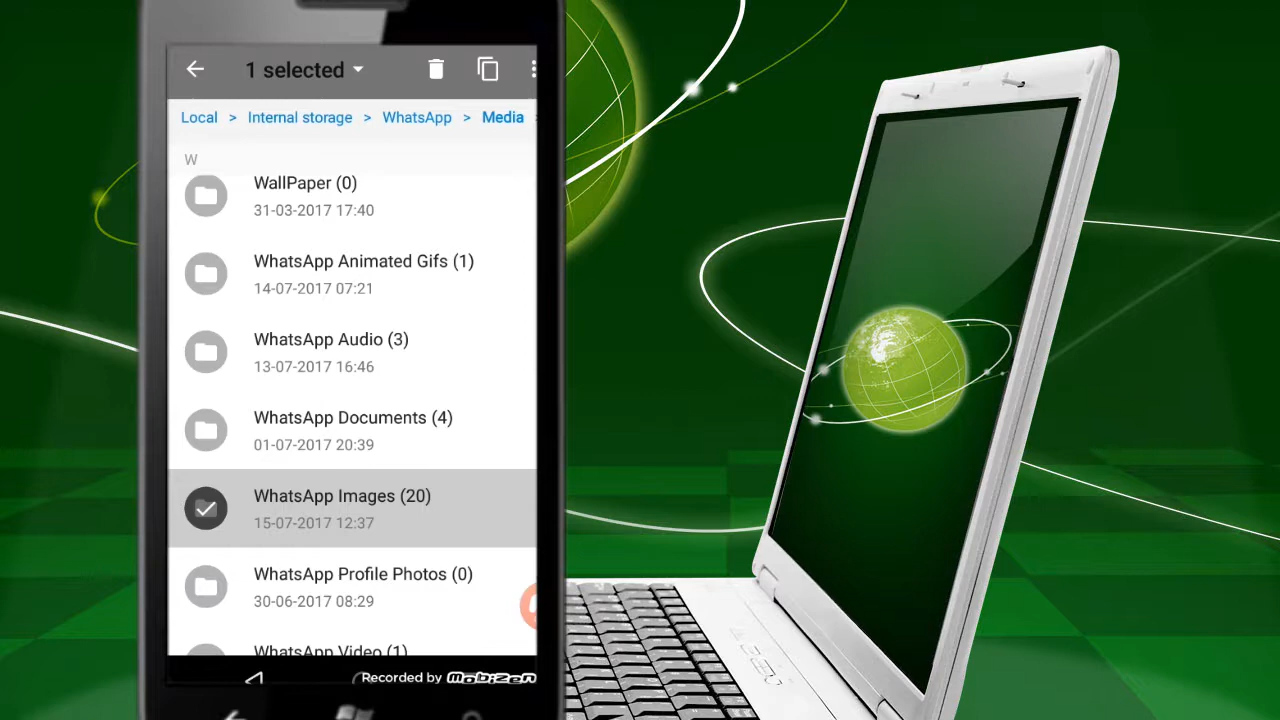 1 selected
Local > Internal storage > WhatsApp > Media
W
WallPaper (0)
31-03-2017 17:40
WhatsApp Animated Gifs (1)
14-07-2017 07:21
WhatsApp Audio (3)
13-07-2017 16:46
WhatsApp Documents (4)
01-07-2017 20:39
WhatsApp Images (20)
15-07-2017 12:37
WhatsApp Profile Photos (0)
30-06-2017 08:29
WhatsApp Video (1)
Recorded by Mobizen